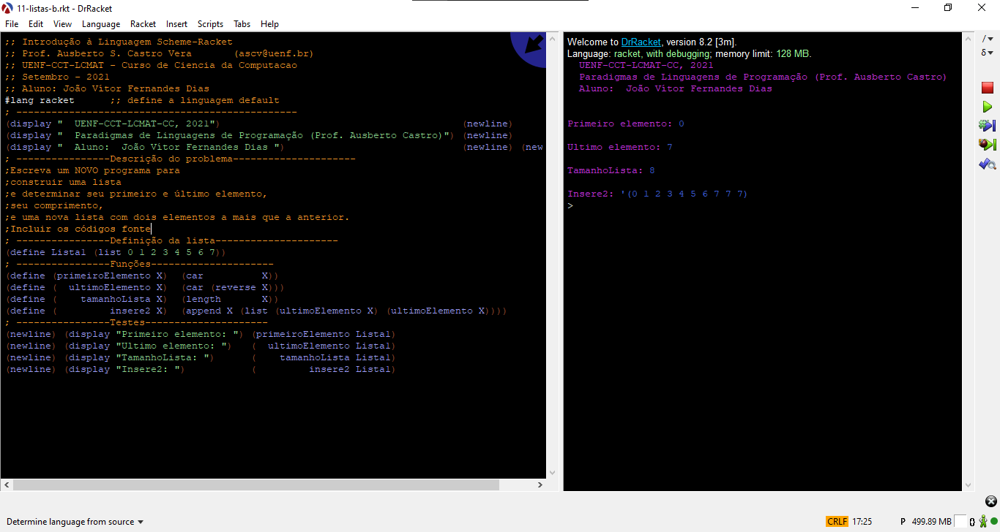 11-listas-b.rkt - DrRacket
File Edit View Language Racket Insert Scripts Tabs Help
;; Introdução à Linguagem Scheme-Racket
;; Prof. Ausberto S. Castro Vera       (ascv@uenf.br)
;; UENF-CCT-LCMAT - Curso de Ciencia da Computacao
;; Setembro - 2021
;; Aluno: João Vítor Fernandes Dias
#lang racket      ;; define a linguagem default
; ------------------------------------------------
(display "  UENF-CCT-LCMAT-CC, 2021")                                          (newline)
(display "  Paradigmas de Linguagens de Programação (Prof. Ausberto Castro)")  (newline)
(display "  Aluno:  João Vítor Fernandes Dias ")                               (newline)  (new
; ----------------Descrição do problema---------------------
;Escreva um NOVO programa para
;construir uma lista
;e determinar seu primeiro e último elemento,
;seu comprimento,
;e uma nova lista com dois elementos a mais que a anterior.
;Incluir os códigos fonte
; ----------------Definição da lista---------------------
(define Lista1 (list 0 1 2 3 4 5 6 7))
; ----------------Funções---------------------
(define (primeiroElemento X)  (car          X))
(define (  ultimoElemento X)  (car (reverse X)))
(define (    tamanhoLista X)  (length       X))
(define (         insere2 X)  (append X (list (ultimoElemento X) (ultimoElemento X))))
; ----------------Testes---------------------
(newline) (display "Primeiro elemento: ")  (primeiroElemento Lista1)
(newline) (display "Ultimo elemento: ")    (  ultimoElemento Lista1)
(newline) (display "TamanhoLista: ")       (    tamanhoLista Lista1)
(newline) (display "Insere2: ")            (         insere2 Lista1)
Welcome to DrRacket, version 8.2 [3m].
Language: racket, with debugging; memory limit: 128 MB.
  UENF-CCT-LCMAT-CC, 2021
  Paradigmas de Linguagens de Programação (Prof. Ausberto Castro)
  Aluno:  João Vítor Fernandes Dias
Primeiro elemento: 0
Ultimo elemento: 7
TamanhoLista: 8
Insere2: '(0 1 2 3 4 5 6 7 7 7)
>
Determine language from source
CRLF 17:25 P 499.89 MB {}